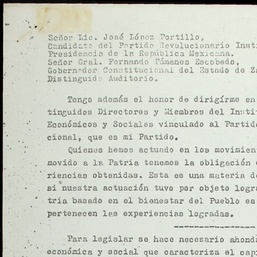 Señor Lic. José López Portillo,
Candidato del Partido Revolucionario Insti
Presidencia de la República Mexicana.
Señor Gral. Fernando Pámanes Escobedo,
Gobernador Constitucional del Estado de Za
Distinguido Auditorio.
Tengo además el honor de dirigirme en
tinguidos Directores y Miembros del Insti
Económicos y Sociales vinculado al Partid
cional, que es mi Partido.
Quienes hemos actuado en los movimien
movido a la Patria tenemos la obligación d
riencias obtenidas. Esta es una materia de
si nuestra actuación tuvo por objeto logra
tria basado en el bienestar del Pueblo es
pertenecen las experiencias logradas.
Para legislar se hace necesario ahond
económica y social que caracteriza el capi